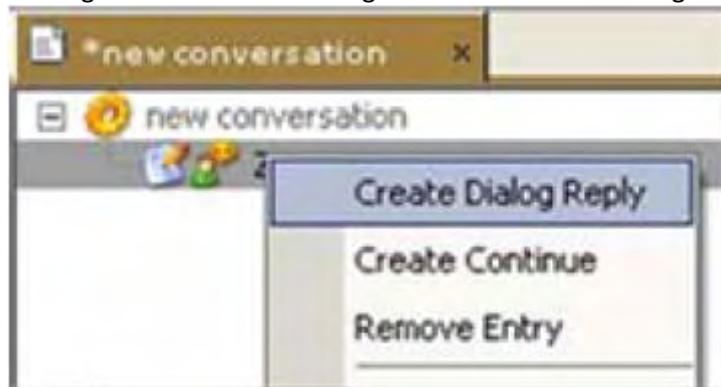 *new conversation ×
new conversation
Create Dialog Reply
Create Continue
Remove Entry